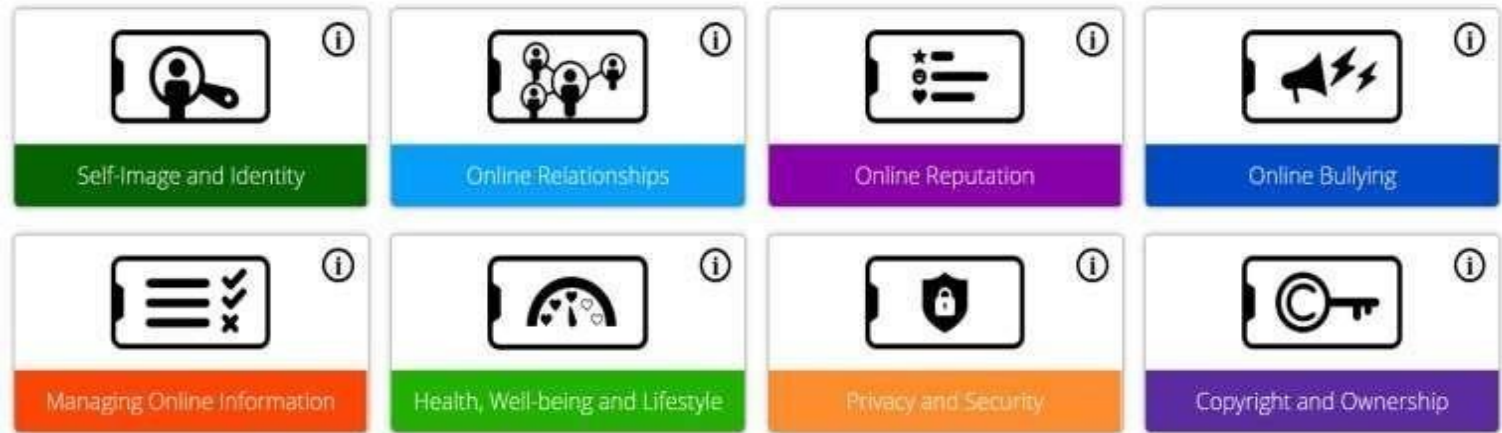 Self-Image and Identity
Online Relationships
Online Reputation
Online Bullying
Managing Online Information
Health, Well-being and Lifestyle
Privacy and Security
Copyright and Ownership